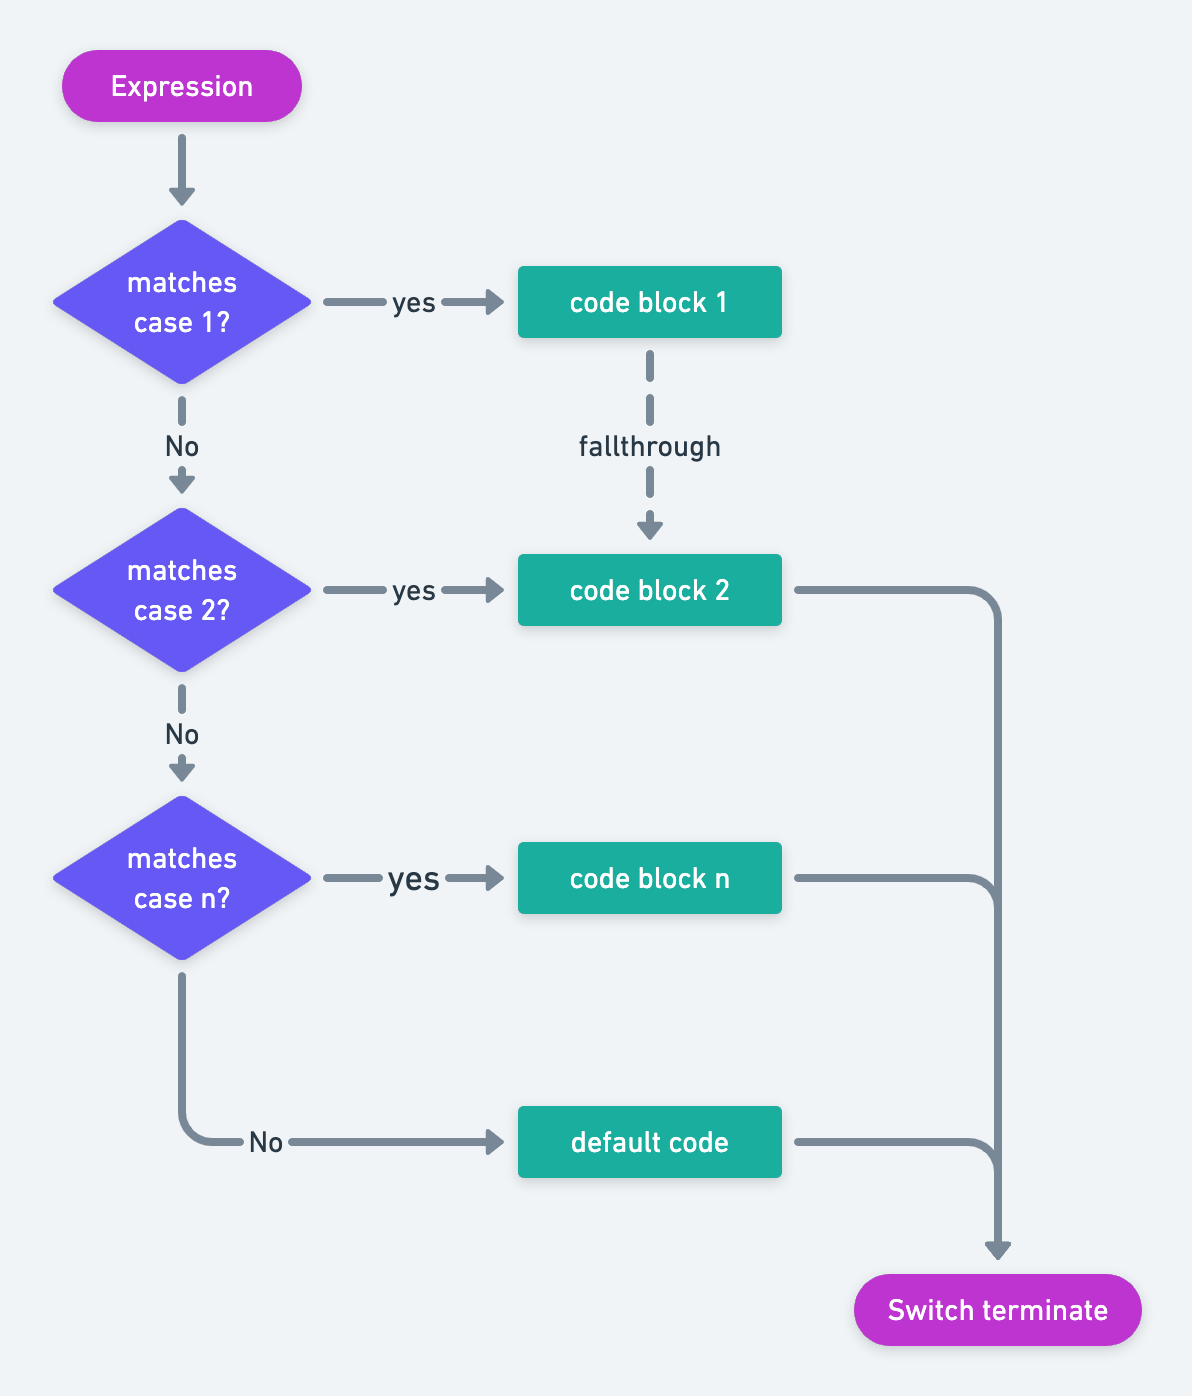 Expression
matches
case 1?
yes
code block 1
No
fallthrough
matches
case 2?
yes
code block 2
No
matches
case n?
yes
code block n
No
default code
Switch terminate